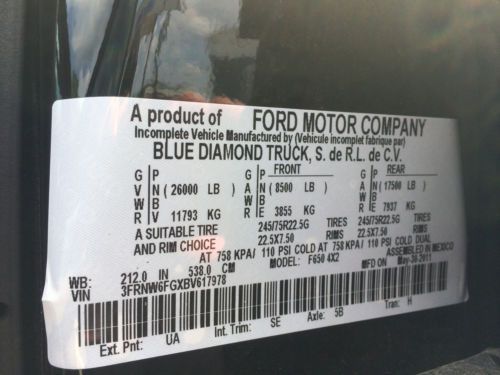 A product of FORD MOTOR COMPANY
Incomplete Vehicle Manufactured by (Vehicule incomplet fabrique par)
BLUE DIAMOND TRUCK, S. de R.L. de C.V.
G G FRONT G REAR
V ( A ( A (
N 26000 LB ) N 8500 LB ) N 17500 LB )
V W W
R 11793 KG R 3855 KG R 7937 KG
A SUITABLE TIRE 245/75R22.5G TIRES 245/75R22.5G TIRES
AND RIM CHOICE 22.5X7.50 RIMS 22.5X7.50 RIMS
AT 758 KPA/ 110 PSI COLD AT 758 KPA/ 110 PSI COLD DUAL
ASSEMBLED IN MEXICO
WB: 212.0 IN 538.0 CM MODEL: F650 4X2 MFD ON May-36-2011
VIN 3FRNW6FGXBV617978
Ext. Pnt: UA Int. Trim: SE Axle: 5B Tran: H